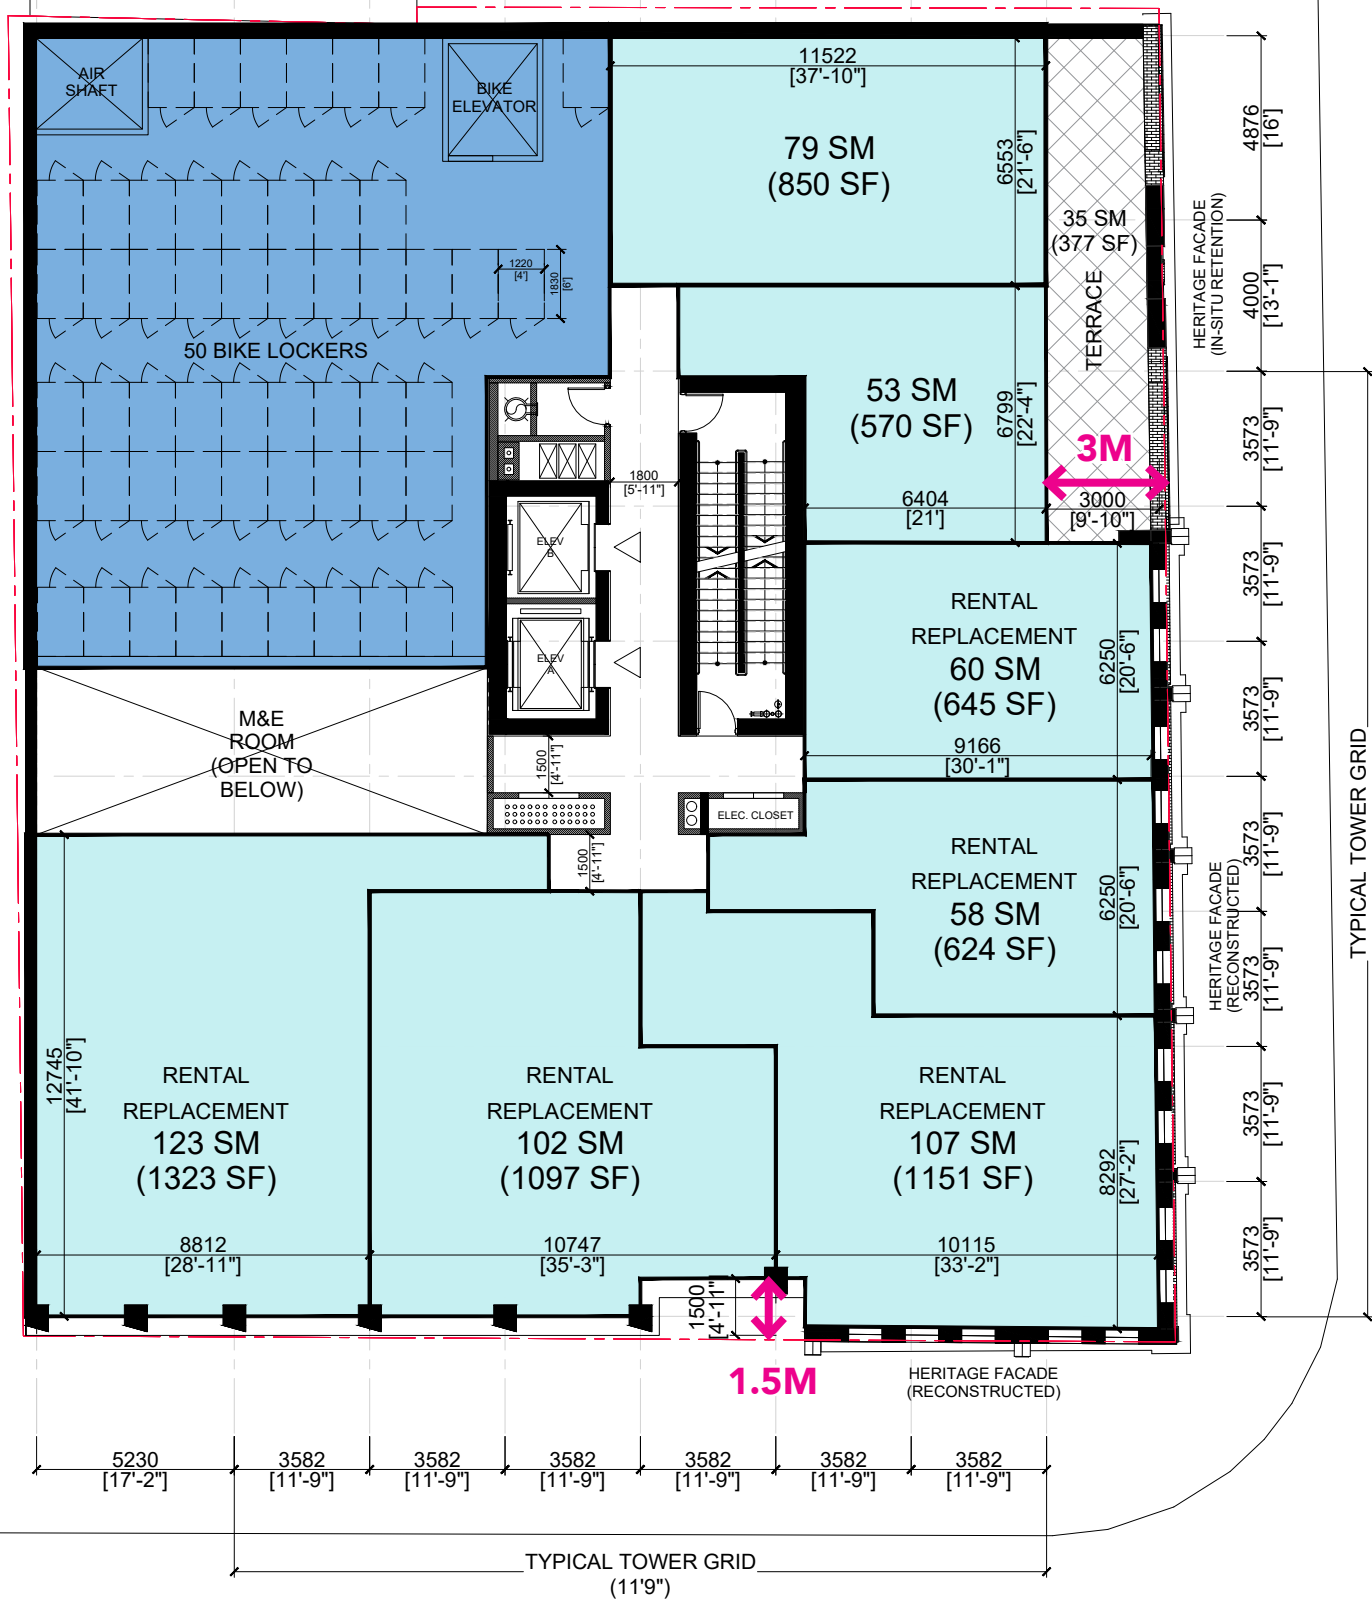 AIR
SHAFT
BIKE
ELEVATOR
11522
[37'-10"]
79 SM
(850 SF)
6553
[21'-6"]
35 SM
(377 SF)
TERRACE
4876
[16']
HERITAGE FACADE
(IN-SITU RETENTION)
4000
[13'-1"]
1220
[4']
1830
[6']
50 BIKE LOCKERS
53 SM
(570 SF)
6799
[22'-4"]
3M
3573
[11'-9"]
1800
[5'-11"]
6404
[21']
3000
[9'-10"]
ELEV
B
3573
[11'-9"]
RENTAL
REPLACEMENT
60 SM
(645 SF)
6250
[20'-6"]
ELEV
A
3573
[11'-9"]
M&E
ROOM
(OPEN TO
BELOW)
1500
[4'-11"]
9166
[30'-1"]
TYPICAL TOWER GRID
ELEC. CLOSET
1500
[4'-11"]
RENTAL
REPLACEMENT
58 SM
(624 SF)
6250
[20'-6"]
3573
[11'-9"]
HERITAGE FACADE
(RECONSTRUCTED)
3573
[11'-9"]
12745
[41'-10"]
RENTAL
REPLACEMENT
123 SM
(1323 SF)
RENTAL
REPLACEMENT
102 SM
(1097 SF)
RENTAL
REPLACEMENT
107 SM
(1151 SF)
8292
[27'-2"]
3573
[11'-9"]
8812
[28'-11"]
10747
[35'-3"]
10115
[33'-2"]
3573
[11'-9"]
1500
[4'-11"]
1.5M
HERITAGE FACADE
(RECONSTRUCTED)
5230
[17'-2"]
3582
[11'-9"]
3582
[11'-9"]
3582
[11'-9"]
3582
[11'-9"]
3582
[11'-9"]
3582
[11'-9"]
TYPICAL TOWER GRID
(11'9")